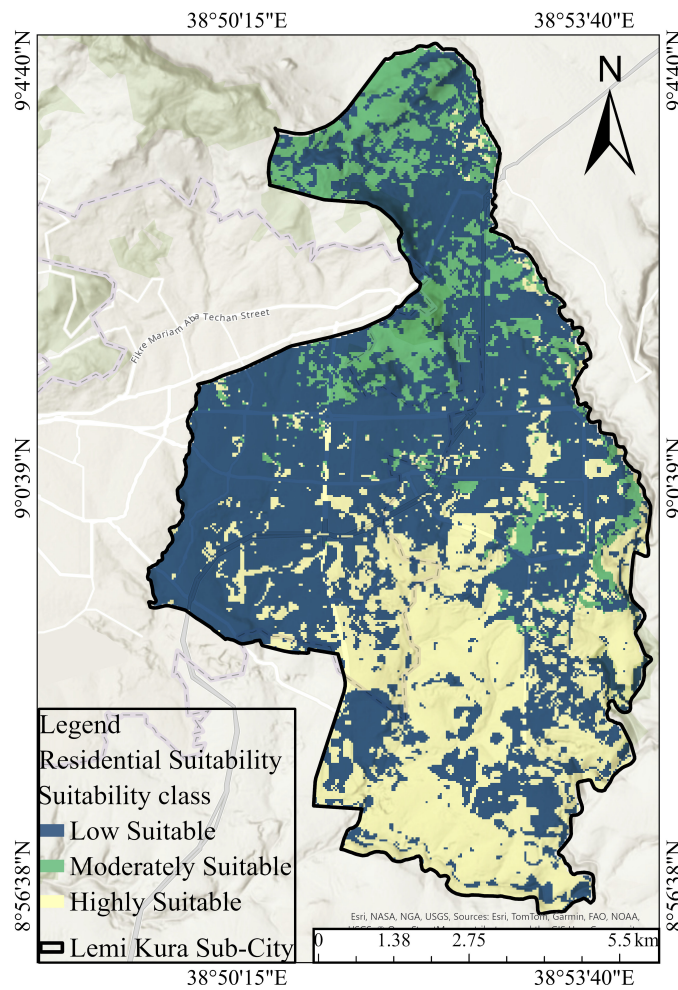 38°50'15"E 38°53'40"E
9°4'40"N 9°4'40"N
N
Fikre Mariam Aba Techan Street
9°0'39"N 9°0'39"N
Legend
Residential Suitability
Suitability class
Low Suitable
Moderately Suitable
Highly Suitable
Lemi Kura Sub-City
8°56'38"N 8°56'38"N
Esri, NASA, NGA, USGS, Sources: Esri, TomTom, Garmin, FAO, NOAA,
0 1.38 2.75 5.5 km
38°50'15"E 38°53'40"E